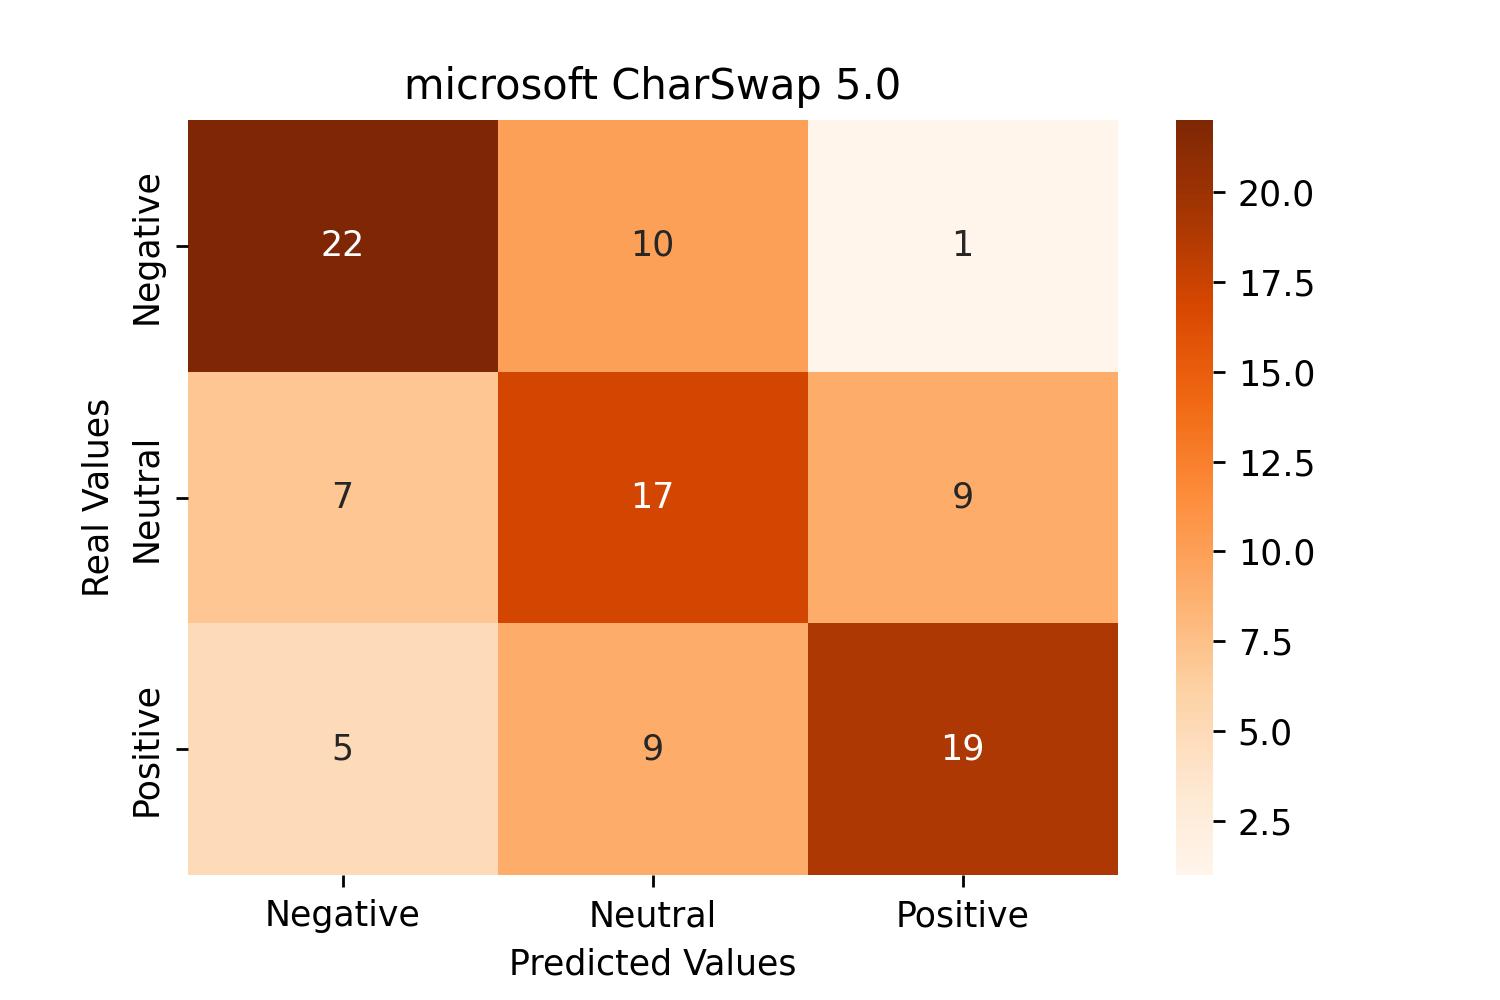 microsoft CharSwap 5.0
Real Values
Negative
22 10 1
Neutral
7 17 9
Positive
5 9 19
Negative Neutral Positive
Predicted Values
20.0
17.5
15.0
12.5
10.0
7.5
5.0
2.5